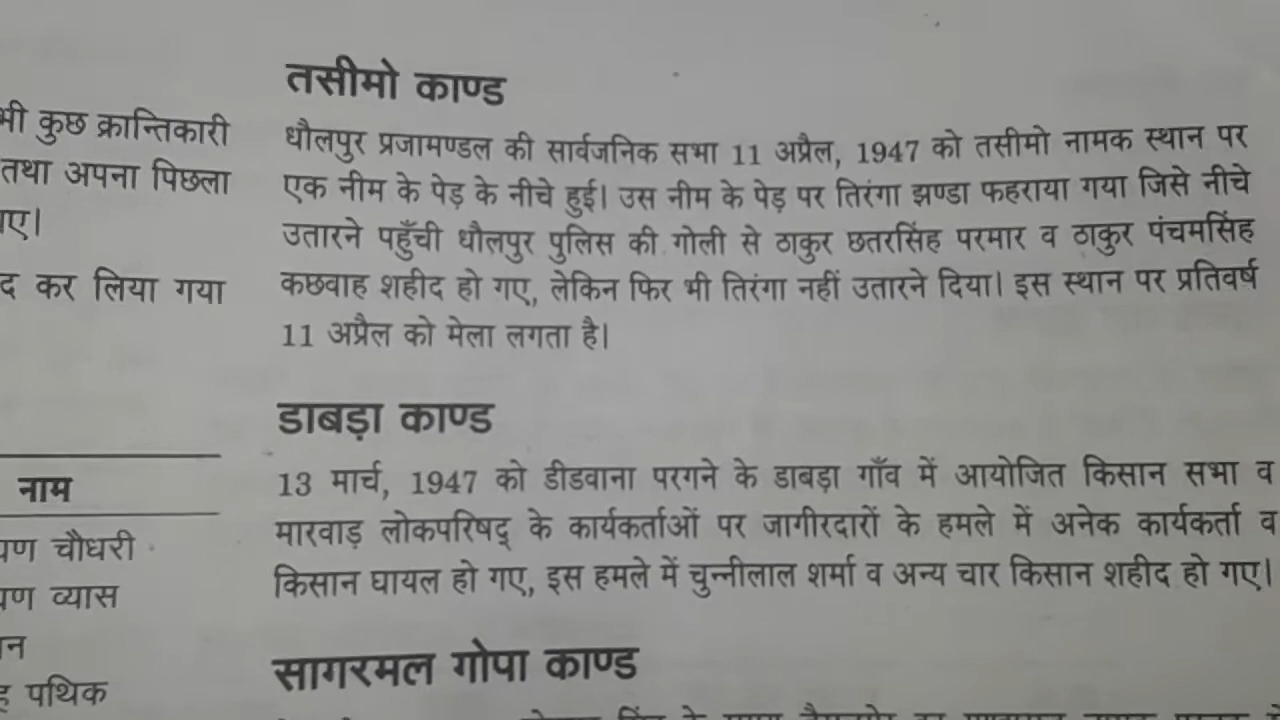 भी कुछ क्रान्तिकारी
तथा अपना पिछला
गए।
कर लिया गया
नाम
चौधरी
व्यास
पथिक
तसीमो काण्ड
धौलपुर प्रजामण्डल की सार्वजनिक सभा 11 अप्रैल, 1947 को तसीमो नामक स्थान पर
एक नीम के पेड़ के नीचे हुई। उस नीम के पेड़ पर तिरंगा झण्डा फहराया गया जिसे नीचे
उतारने पहुँची धौलपुर पुलिस की गोली से ठाकुर छतरसिंह परमार व ठाकुर पंचमसिंह
कछवाह शहीद हो गए, लेकिन फिर भी तिरंगा नहीं उतारने दिया। इस स्थान पर प्रतिवर्ष
11 अप्रैल को मेला लगता है।
डाबड़ा काण्ड
13 मार्च, 1947 को डीडवाना परगने के डाबड़ा गाँव में आयोजित किसान सभा व
मारवाड़ लोकपरिषद् के कार्यकर्ताओं पर जागीरदारों के हमले में अनेक कार्यकर्ता व
किसान घायल हो गए, इस हमले में चुन्नीलाल शर्मा व अन्य चार किसान शहीद हो गए।
सागरमल गोपा काण्ड